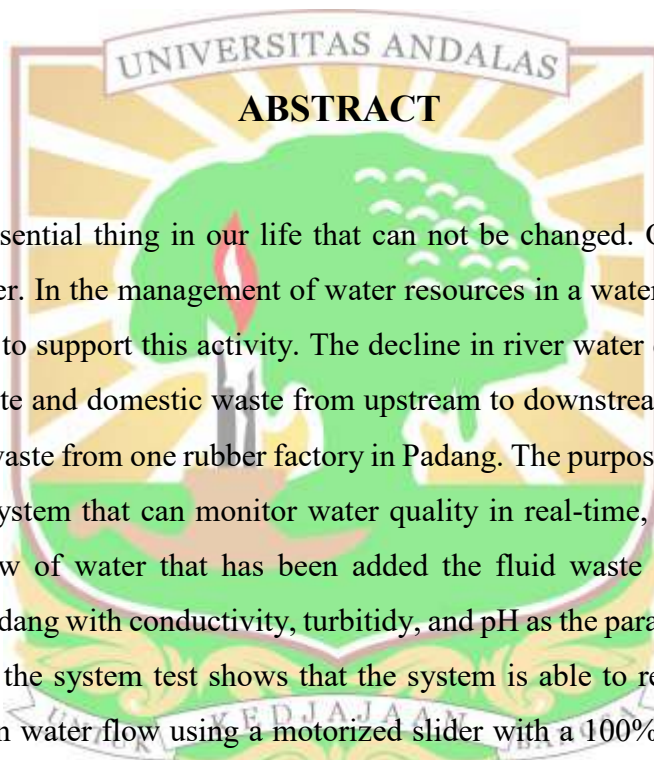 UNIVERSITAS ANDALAS
ABSTRACT
sential thing in our life that can not be changed.
er. In the management of water resources in a water
to support this activity. The decline in river water
te and domestic waste from upstream to downstrea
waste from one rubber factory in Padang. The purpos
ystem that can monitor water quality in real-time,
w of water that has been added the fluid waste
dang with conductivity, turbitidy, and pH as the para
the system test shows that the system is able to re
n water flow using a motorized slider with a 100%
UNTUK KEDJAJAAN BANGSA